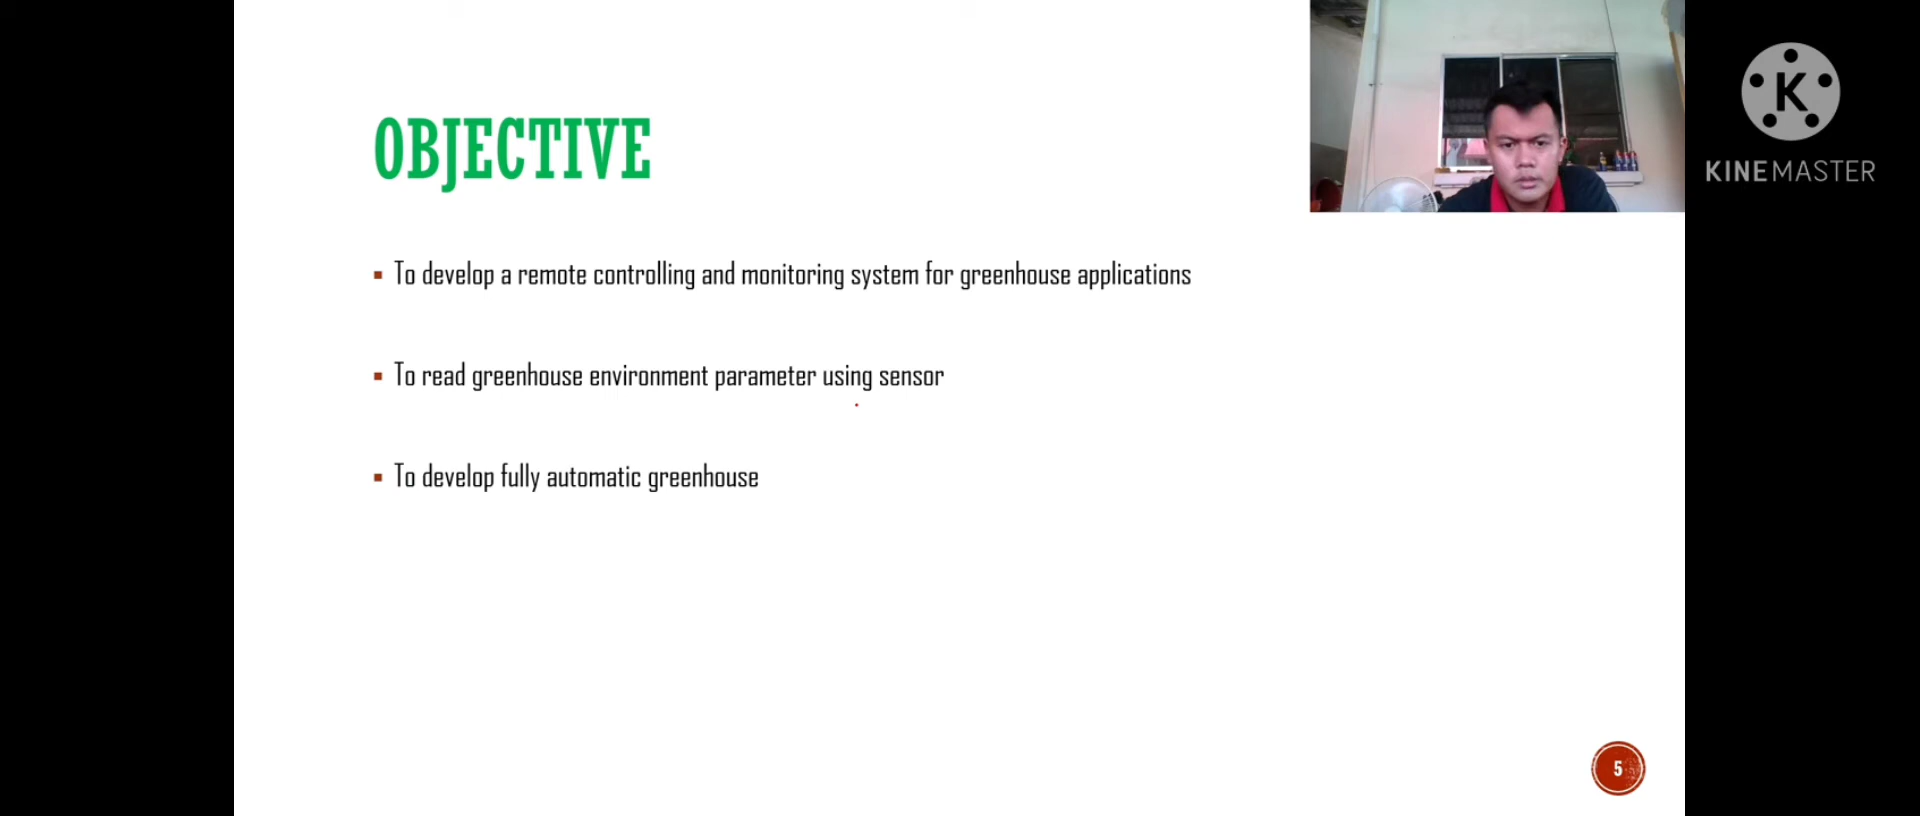 OBJECTIVE
To develop a remote controlling and monitoring system for greenhouse applications
To read greenhouse environment parameter using sensor
To develop fully automatic greenhouse
5
K
KINEMASTER